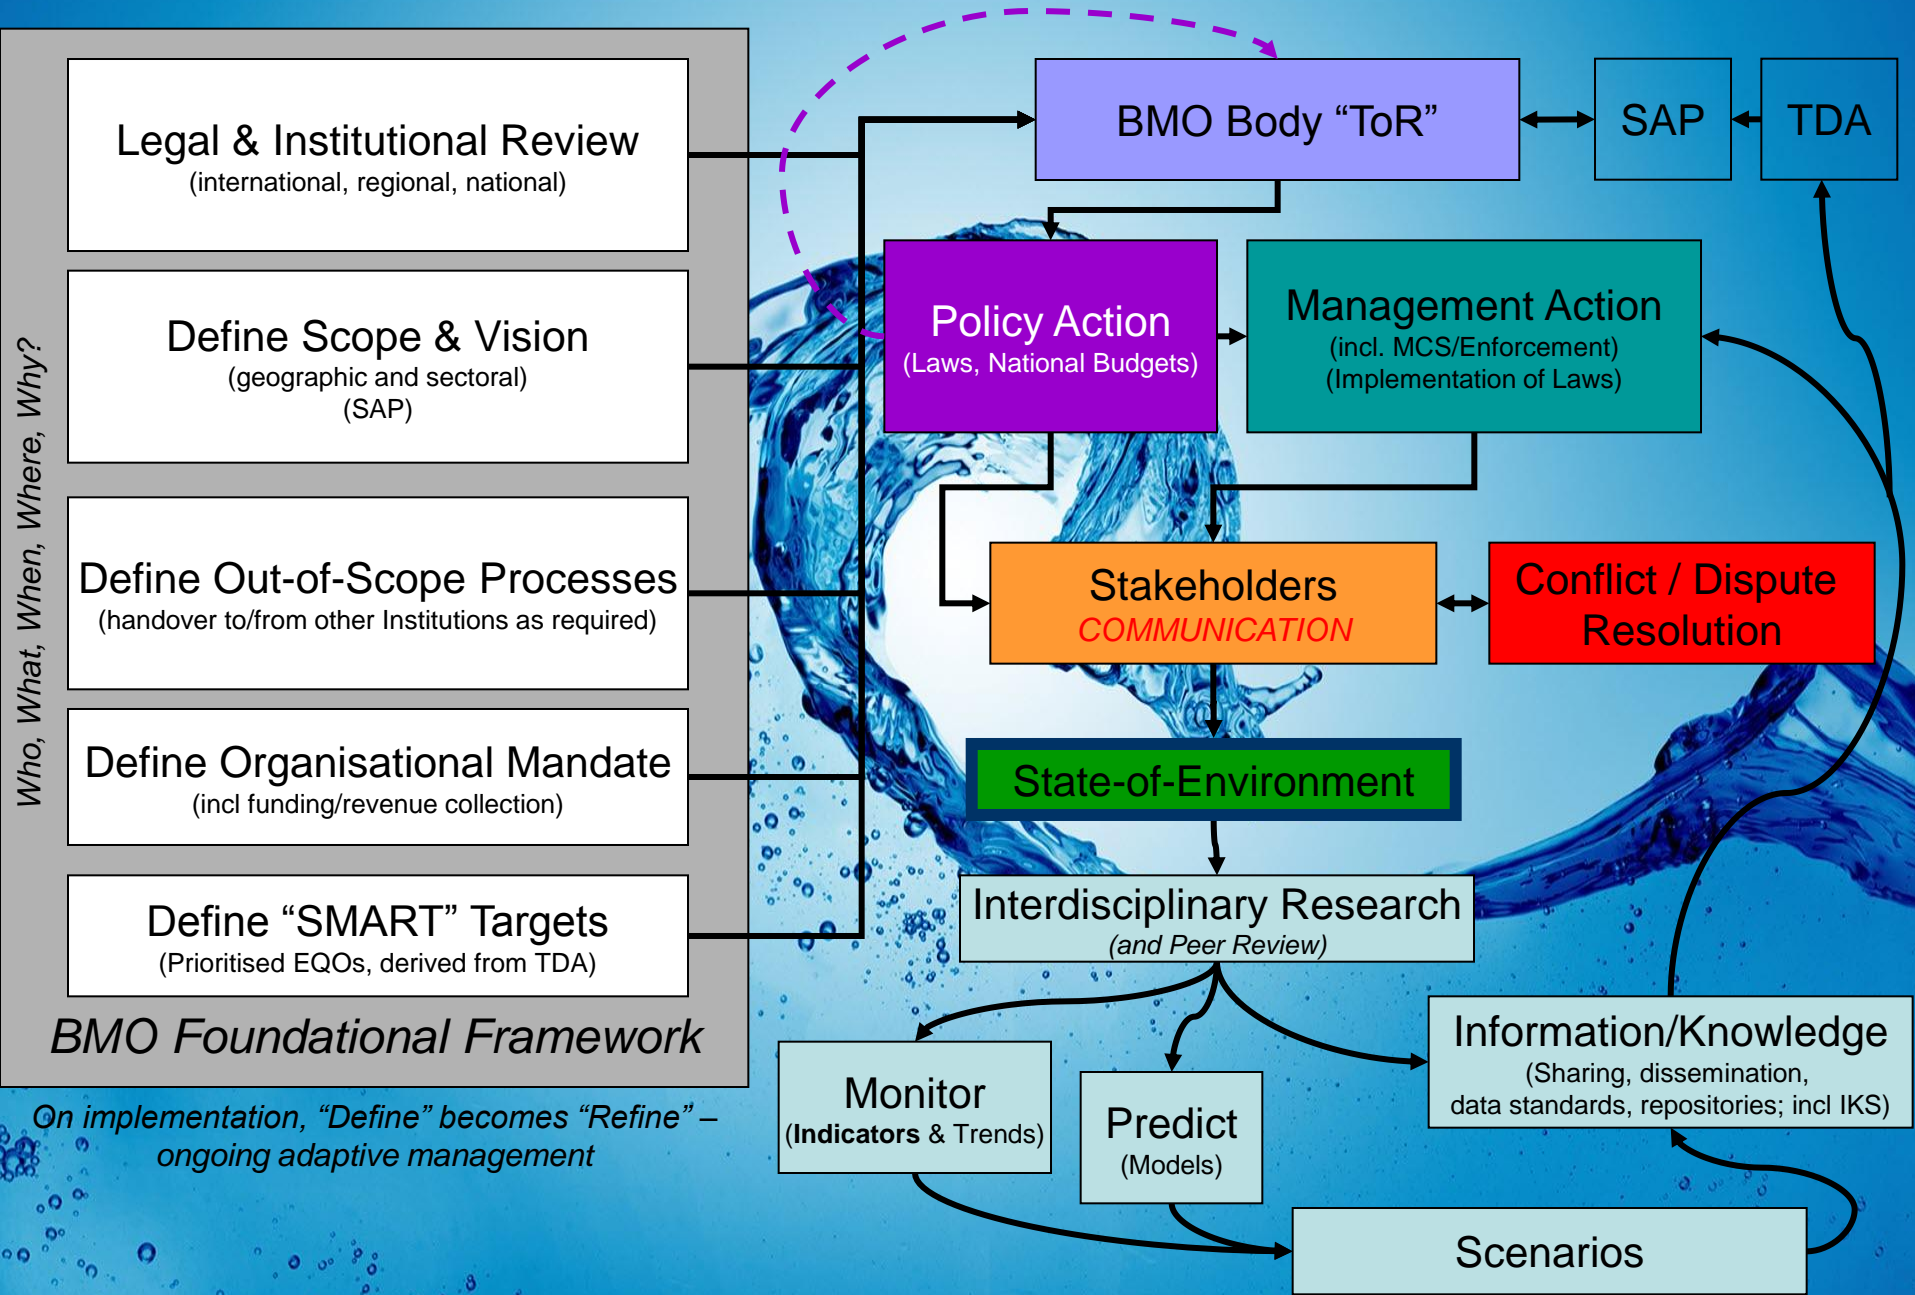 Who, What, When, Where, Why?
Legal & Institutional Review
(international, regional, national)
Define Scope & Vision
(geographic and sectoral)
(SAP)
Define Out-of-Scope Processes
(handover to/from other Institutions as required)
Define Organisational Mandate
(incl funding/revenue collection)
Define “SMART” Targets
(Prioritised EQOs, derived from TDA)
BMO Foundational Framework
On implementation, “Define” becomes “Refine” –
ongoing adaptive management
BMO Body “ToR”
SAP
TDA
Policy Action
(Laws, National Budgets)
Management Action
(incl. MCS/Enforcement)
(Implementation of Laws)
Stakeholders
COMMUNICATION
Conflict / Dispute
Resolution
State-of-Environment
Interdisciplinary Research
(and Peer Review)
Monitor
(Indicators & Trends)
Predict
(Models)
Information/Knowledge
(Sharing, dissemination,
data standards, repositories; incl IKS)
Scenarios